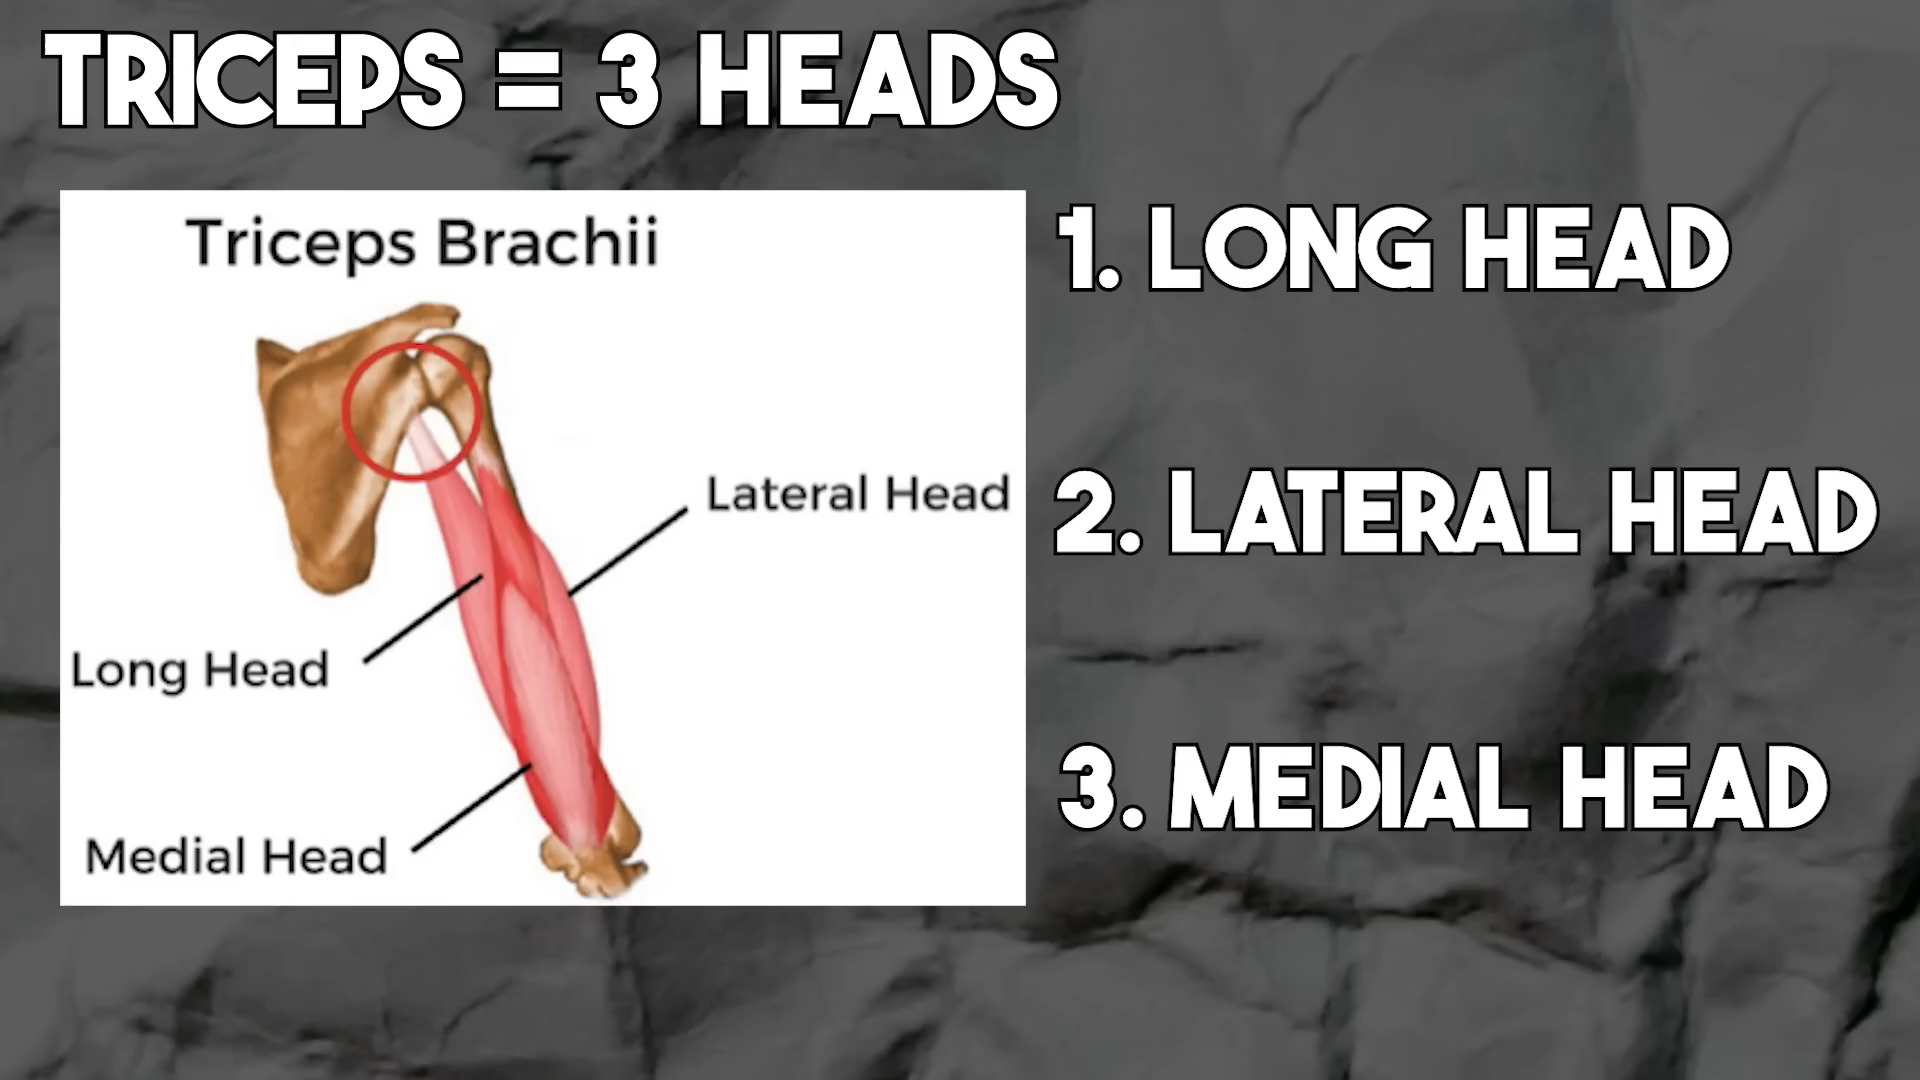 TRICEPS = 3 HEADS
Triceps Brachii
Lateral Head
Long Head
Medial Head
1. LONG HEAD
2. LATERAL HEAD
3. MEDIAL HEAD